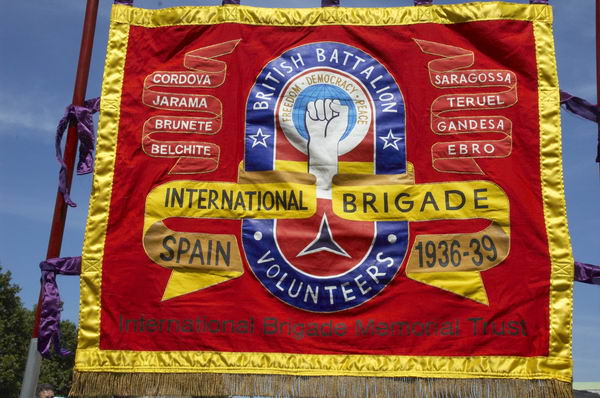 BRITISH BATTALION
FREEDOM · DEMOCRACY · PEACE
CORDOVA
JARAMA
BRUNETE
BELCHITE
SARAGOSSA
TERUEL
GANDESA
EBRO
INTERNATIONAL BRIGADE
SPAIN 1936-39
· VOLUNTEERS ·
International Brigade Memorial Trust